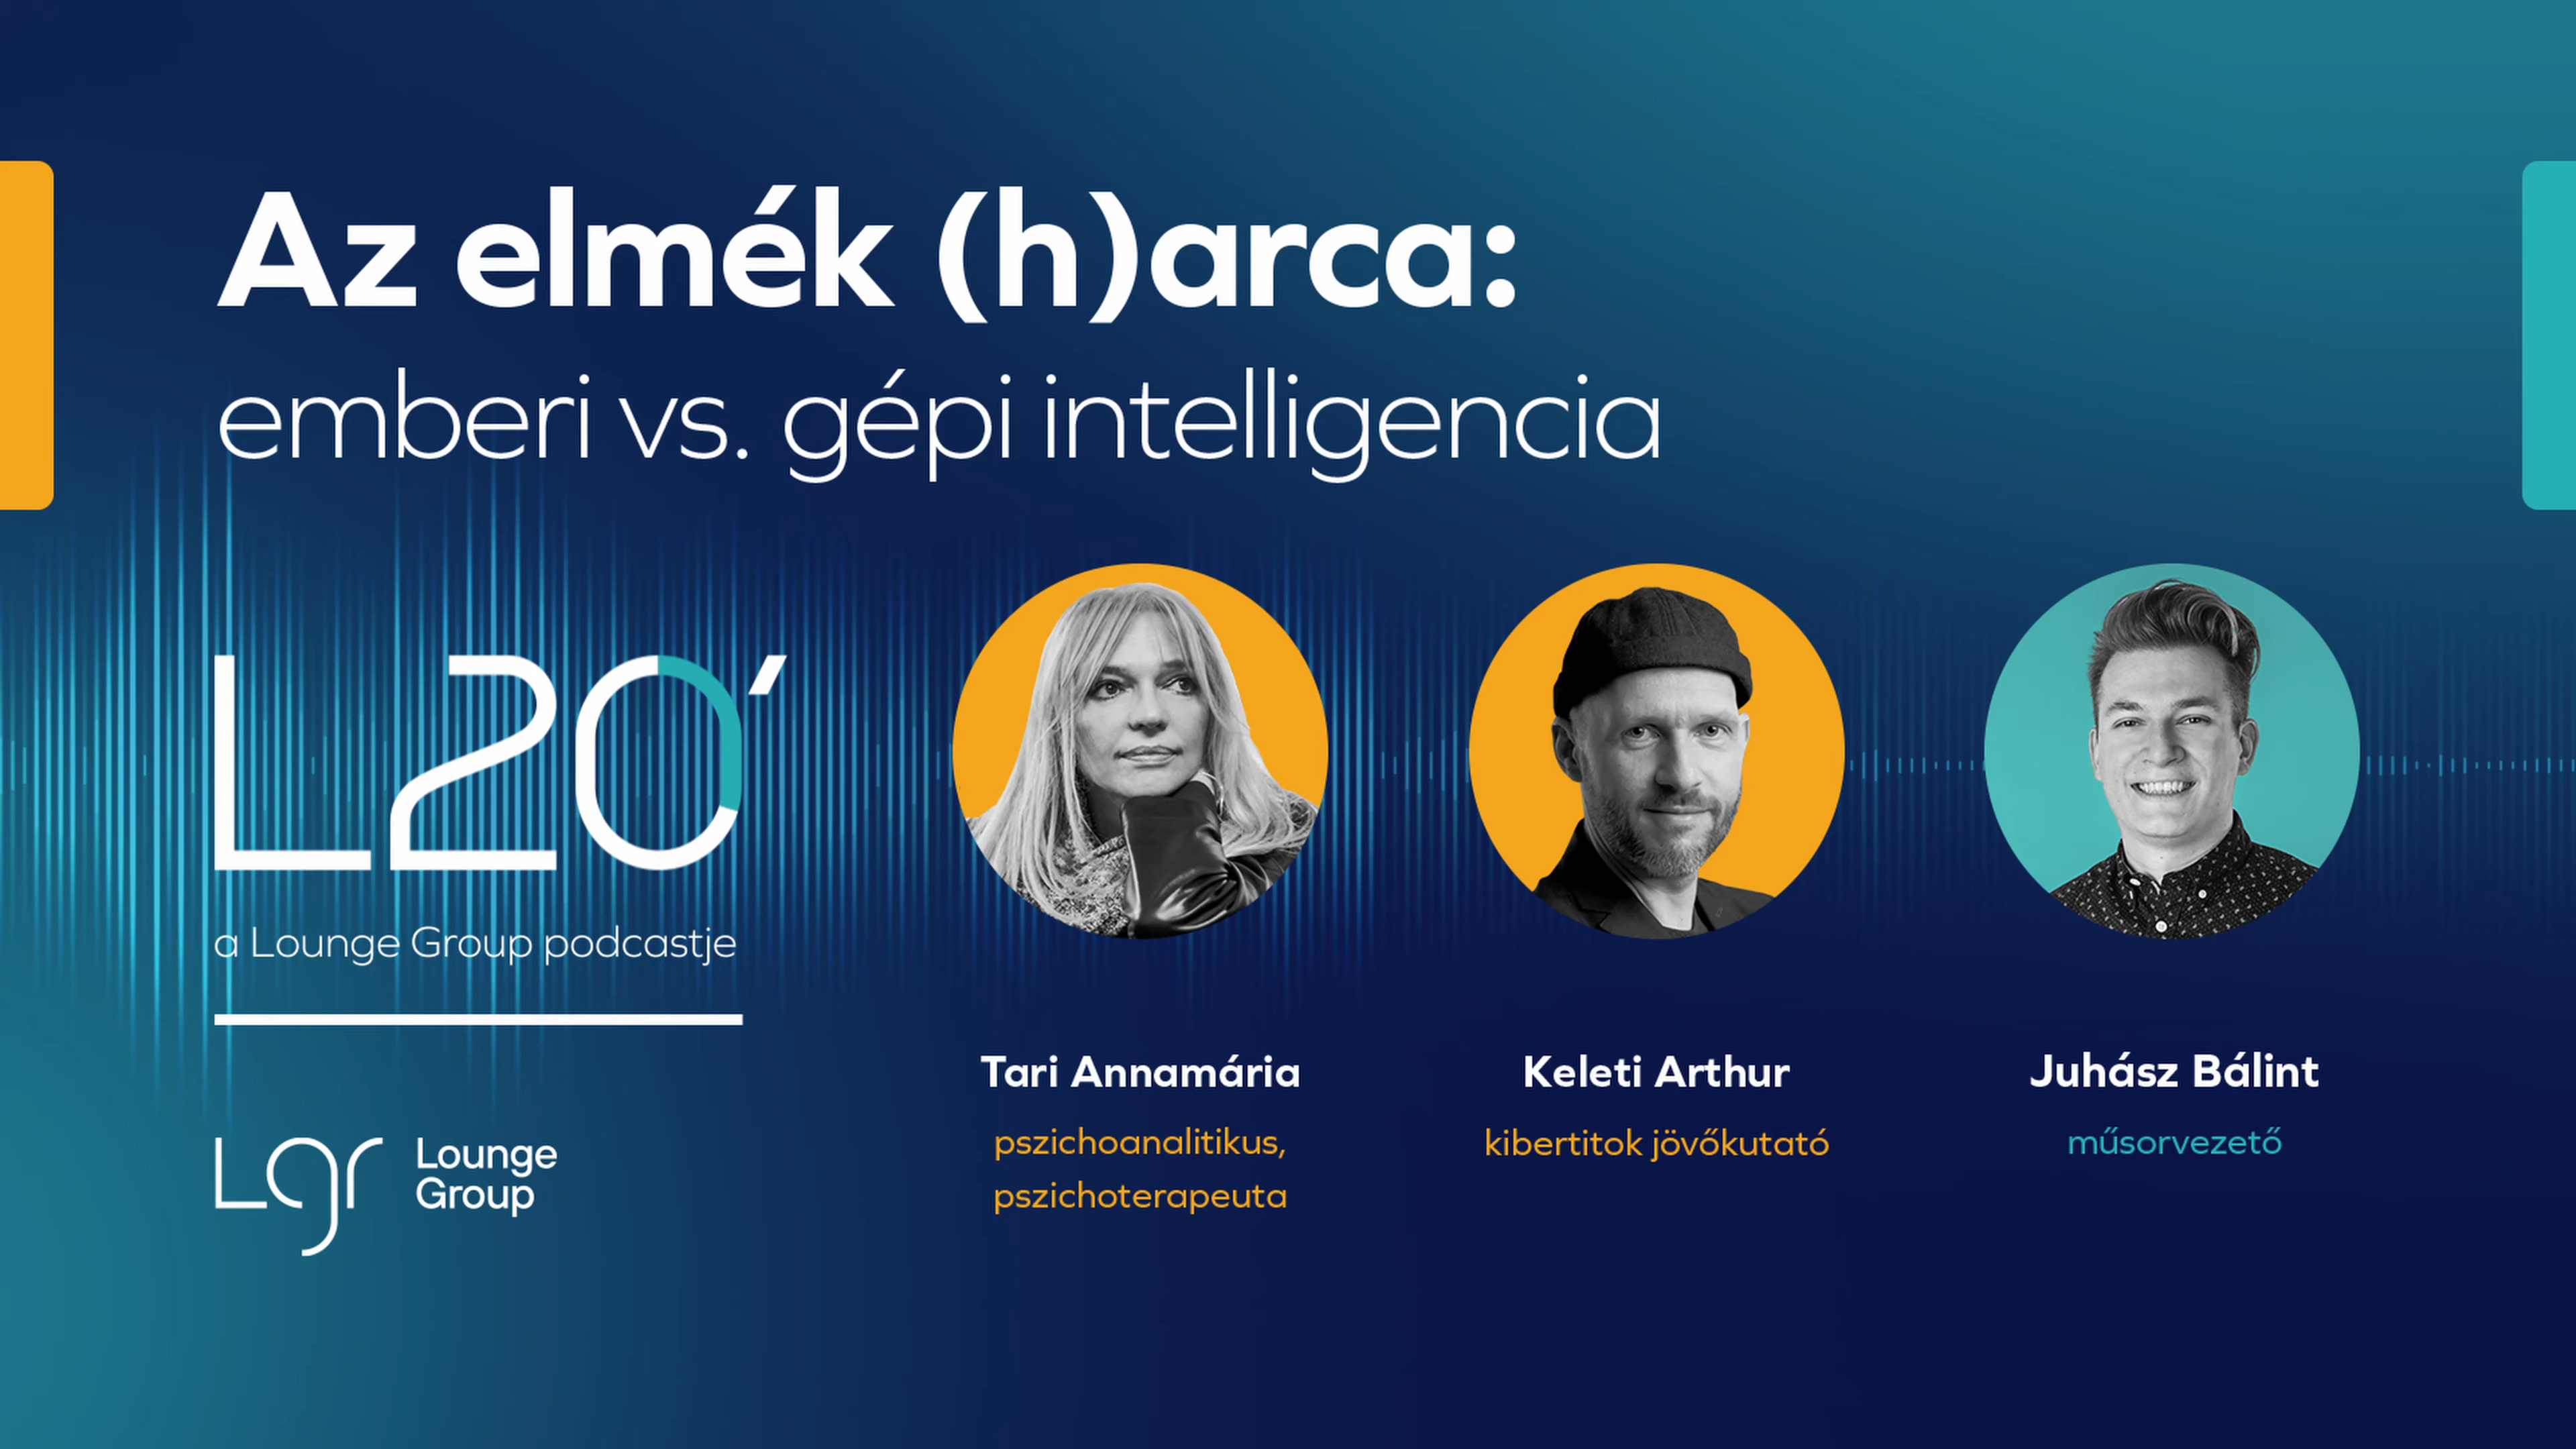 Az elmék (h)arca:
emberi vs. gépi intelligencia
L20'
a Lounge Group podcastje
Lgr
Lounge
Group
Tari Annamária
pszichoanalitikus,
pszichoterapeuta
Keleti Arthur
kibertitok jövőkutató
Juhász Bálint
műsorvezető